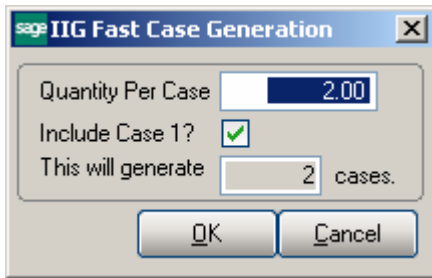 sage IIG Fast Case Generation
Quantity Per Case 2.00
Include Case 1?
This will generate 2 cases.
OK Cancel